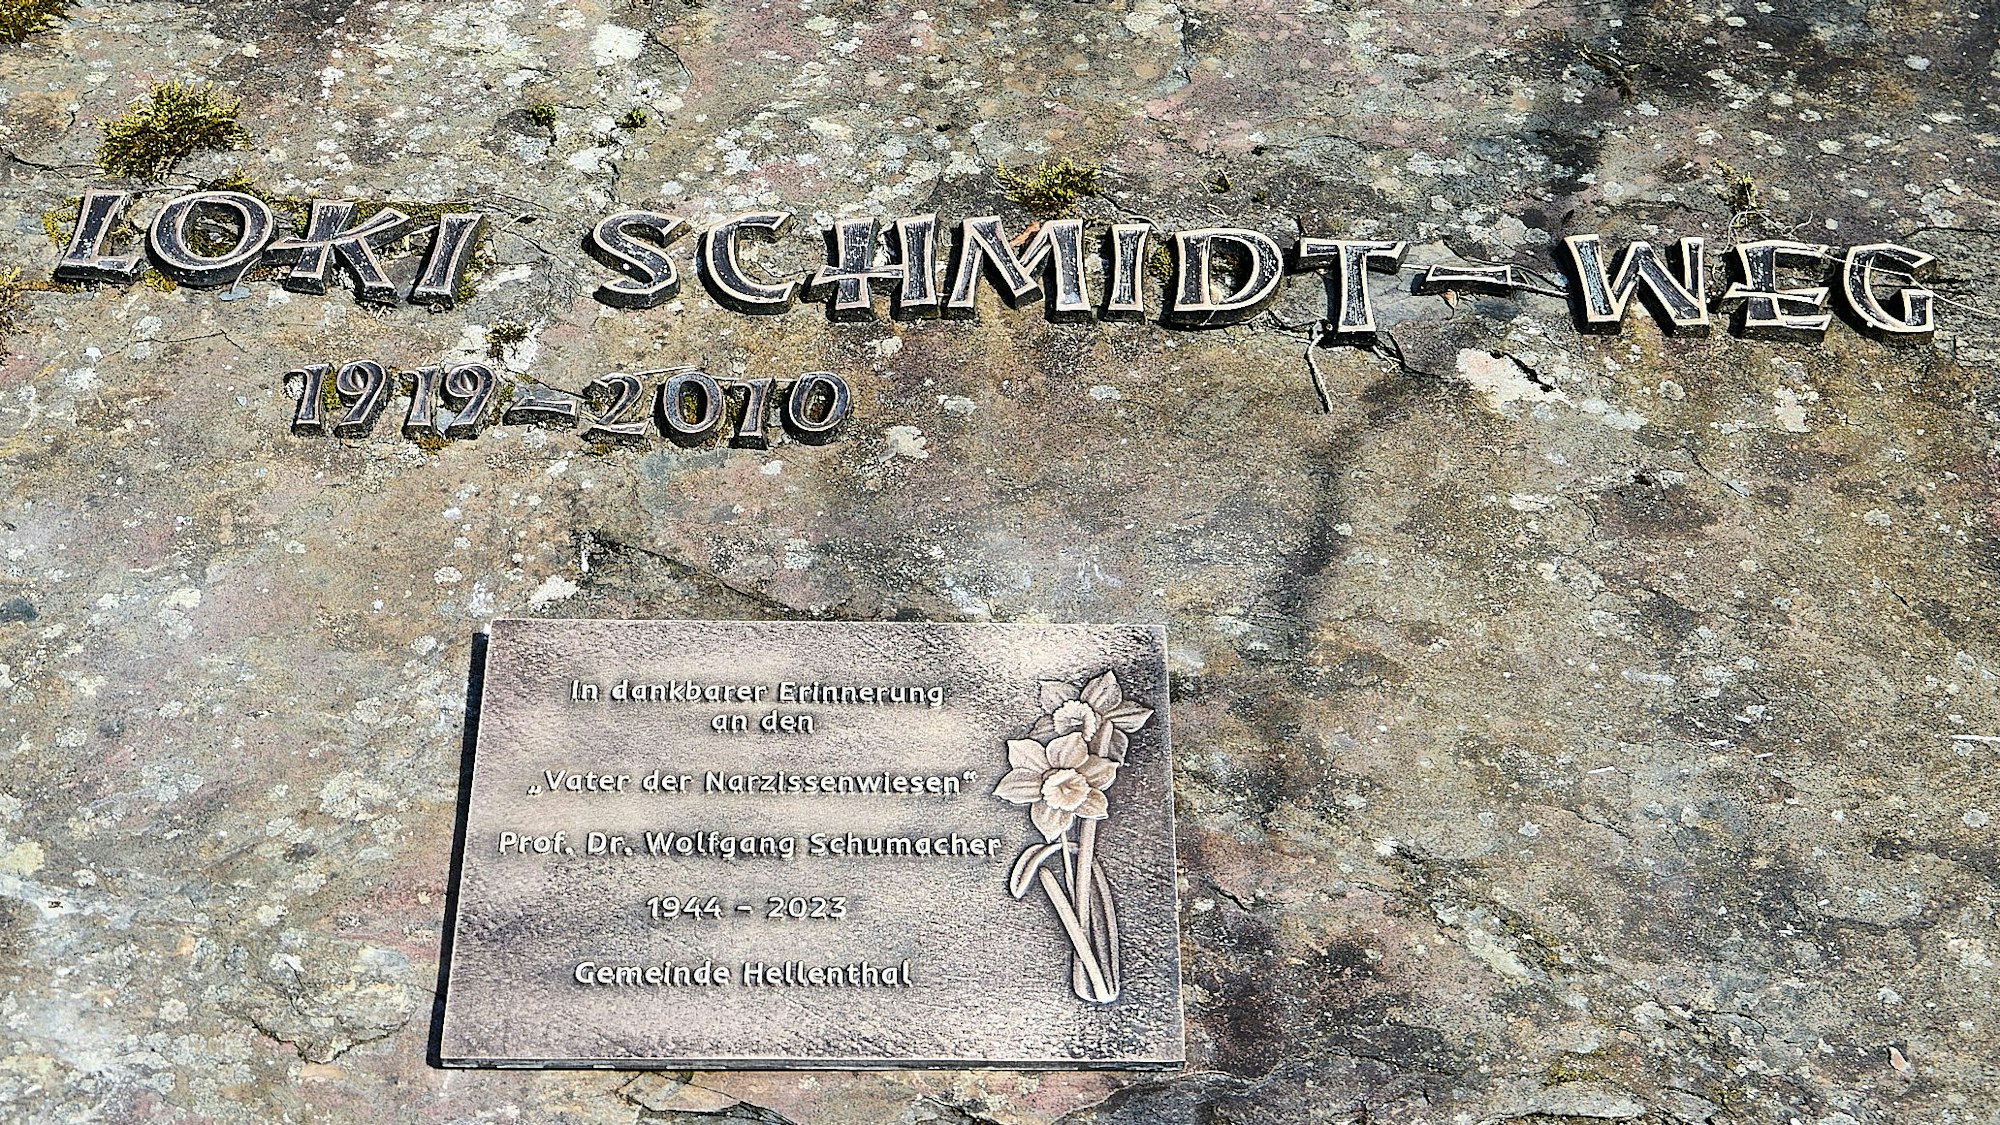 LOKI SCHMIDT-WEG
1919-2010
In dankbarer Erinnerung
an den
„Vater der Narzissenwiesen“
Prof. Dr. Wolfgang Schumacher
1944 - 2023
Gemeinde Hellenthal